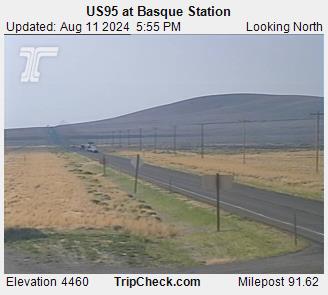 US95 at Basque Station
Updated: Aug 11 2024 5:55 PM Looking North
Elevation 4460 TripCheck.com Milepost 91.62